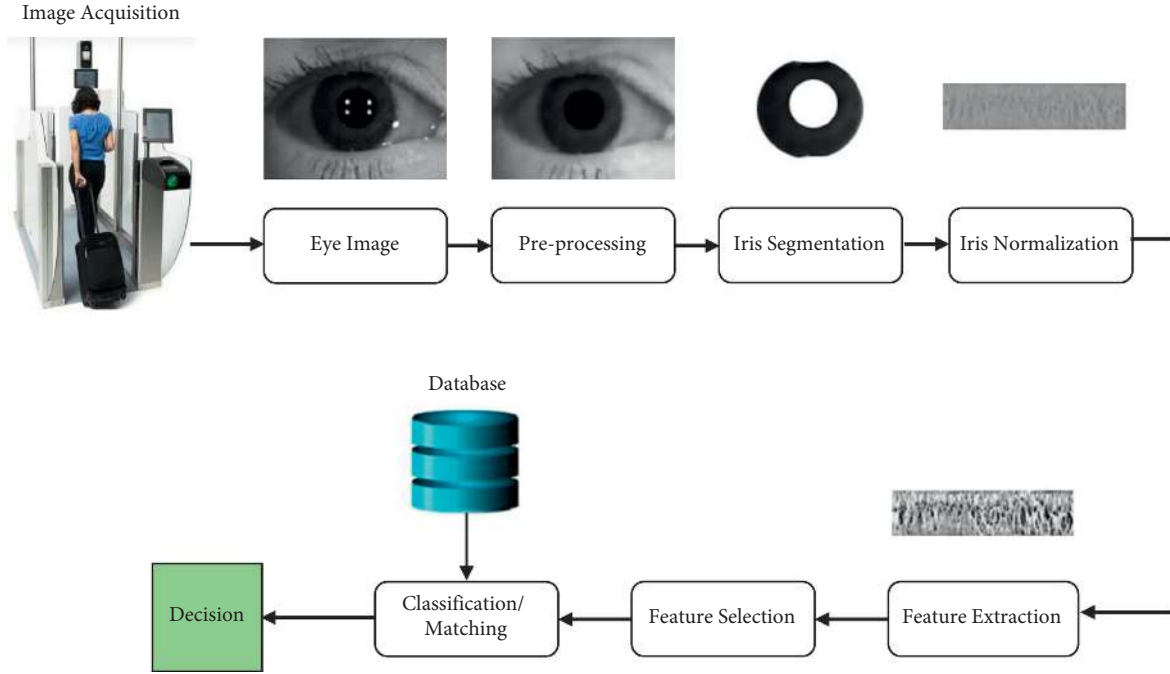 Image Acquisition
Eye Image
Pre-processing
Iris Segmentation
Iris Normalization
Database
Decision
Classification/
Matching
Feature Selection
Feature Extraction